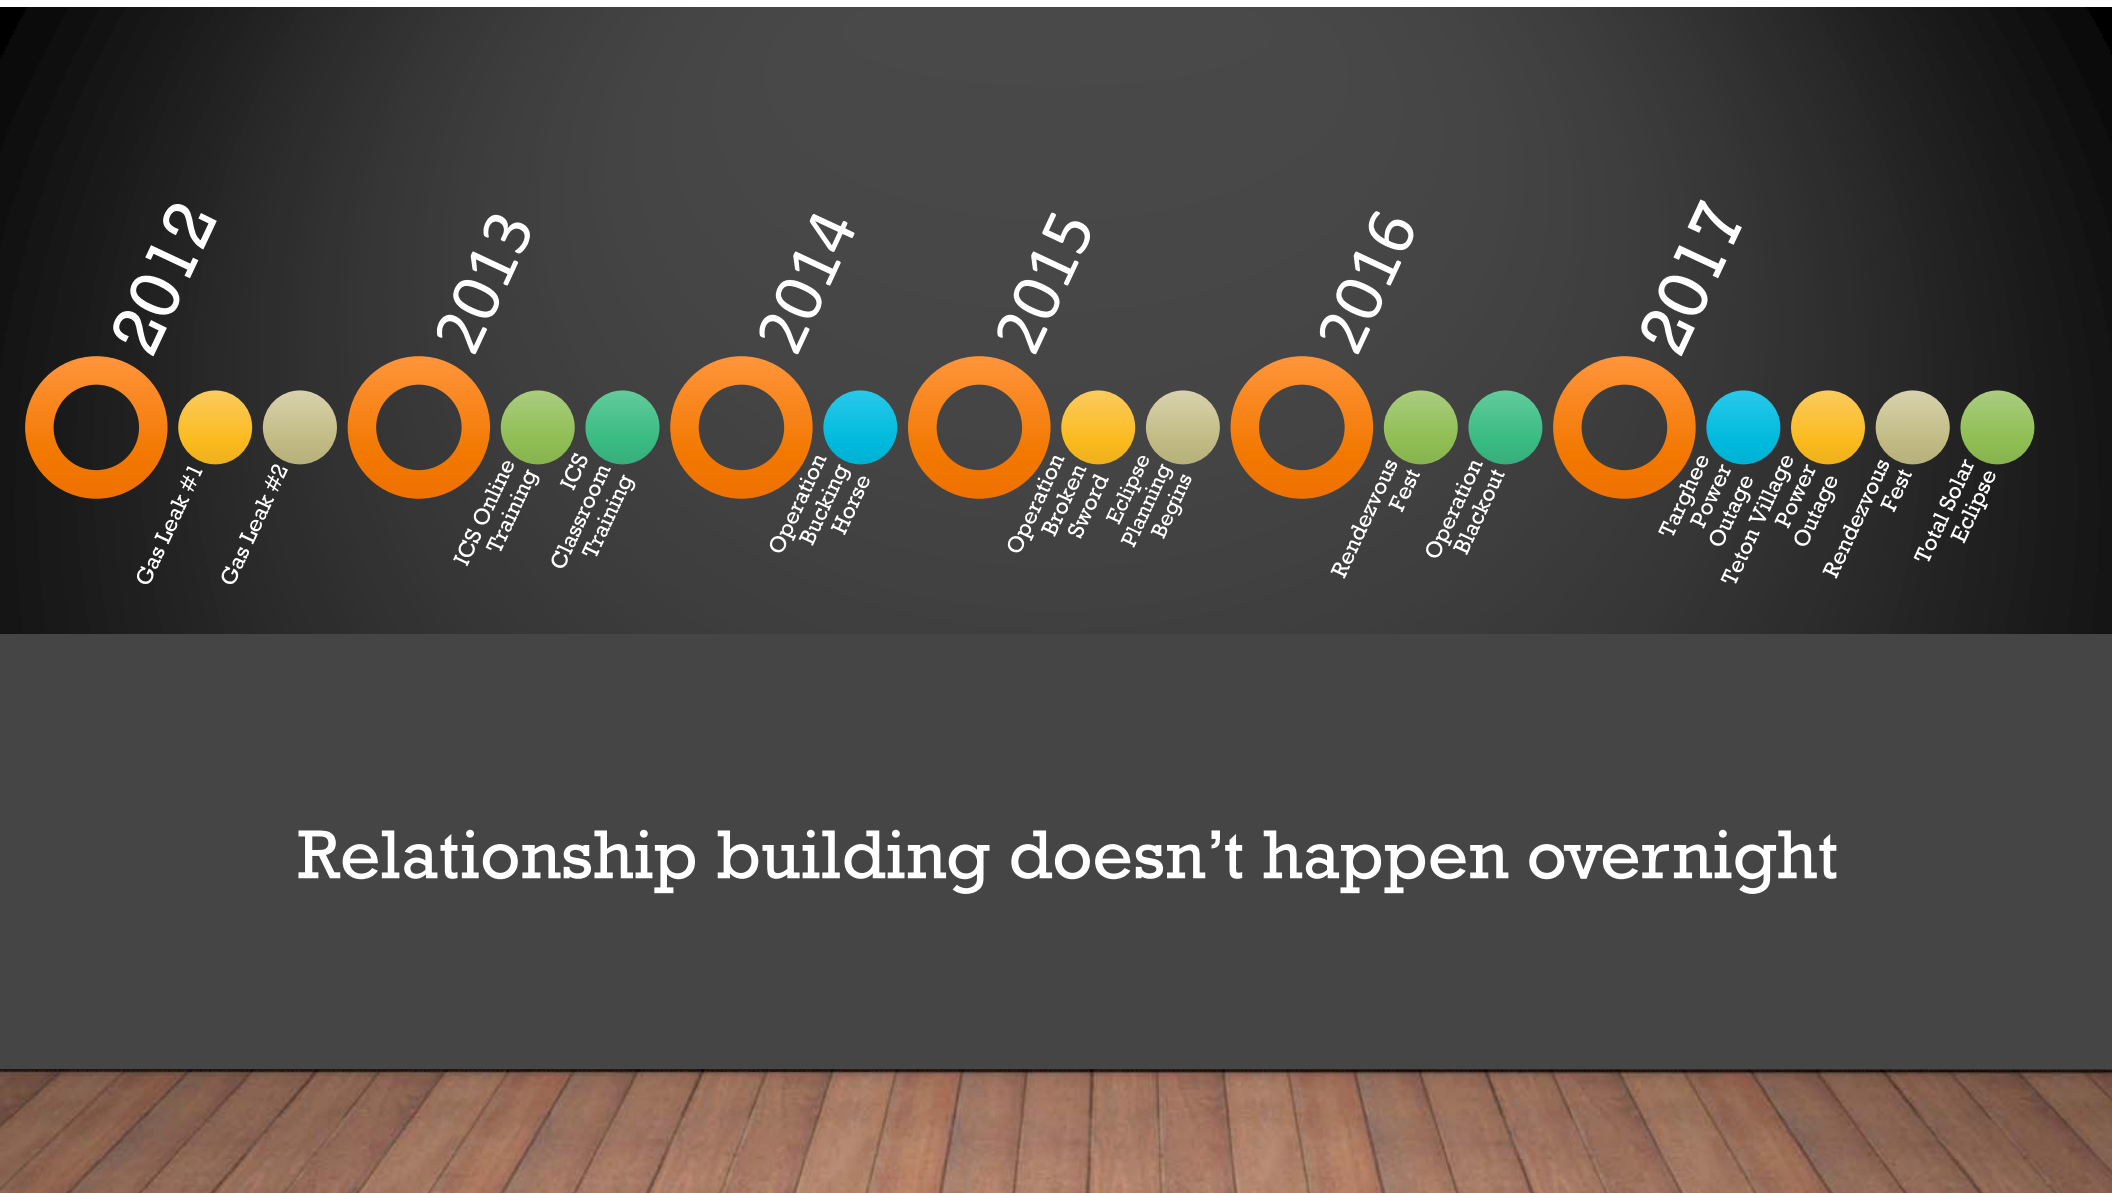 2012
Gas Leak #1
Gas Leak #2
2013
ICS Online
Training
ICS
Classroom
Training
2014
Operation
Bucking
Horse
2015
Operation
Broken
Sword
Eclipse
Planning
Begins
2016
Rendezvous
Fest
Operation
Blackout
2017
Targhee
Power
Outage
Teton Village
Power
Outage
Rendezvous
Fest
Total Solar
Eclipse
Relationship building doesn’t happen overnight